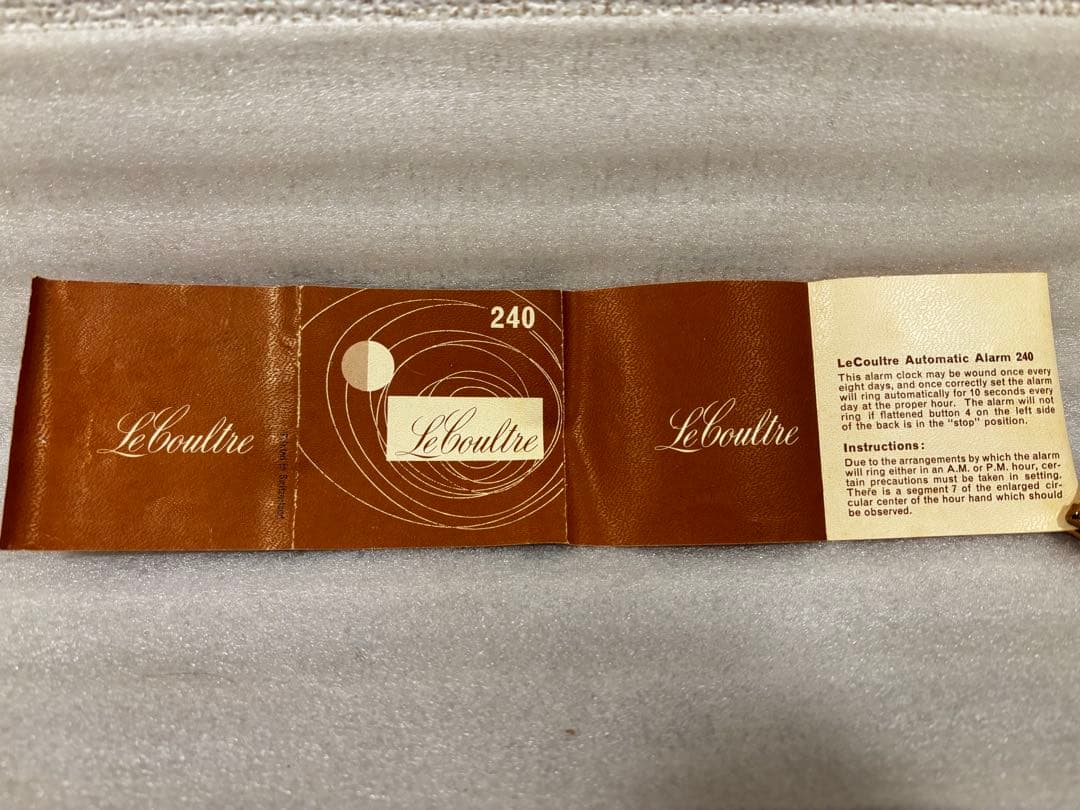 LeCoultre
Printed in Switzerland
240
LeCoultre
LeCoultre
LeCoultre Automatic Alarm 240
This alarm clock may be wound once every
eight days, and once correctly set the alarm
will ring automatically for 10 seconds every
day at the proper hour. The alarm will not
ring if flattened button 4 on the left side
of the back is in the "stop" position.
Instructions:
Due to the arrangements by which the alarm
will ring either in an A.M. or P.M. hour, cer-
tain precautions must be taken in setting.
There is a segment 7 of the enlarged cir-
cular center of the hour hand which should
be observed.